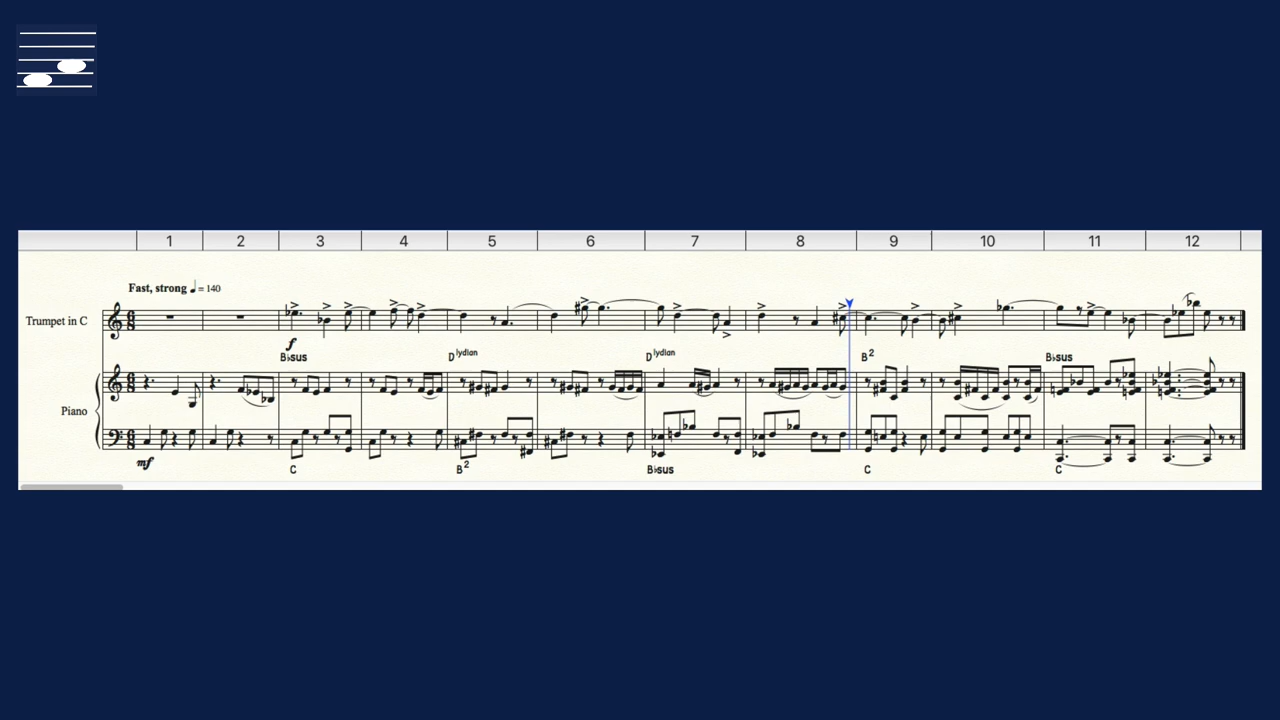 1 2 3 4 5 6 7 8 9 10 11 12
Fast, strong ♩ = 140
Trumpet in C
f
B♭sus D lydian D lydian B2 B♭sus
Piano
mf
C B2 B♭sus C C